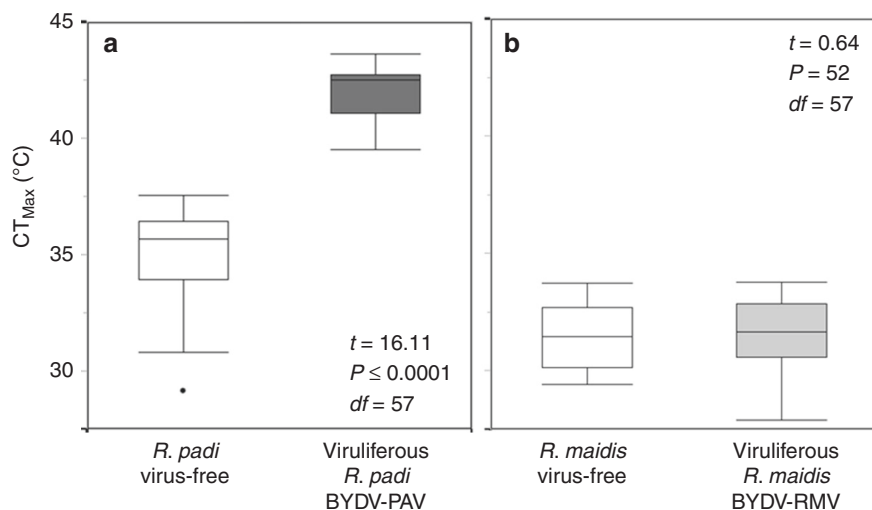 45
40
35
30
CT_Max (°C)
a
t = 16.11
P ≤ 0.0001
df = 57
b
t = 0.64
P = 52
df = 57
R. padi
virus-free
Viruliferous
R. padi
BYDV-PAV
R. maidis
virus-free
Viruliferous
R. maidis
BYDV-RMV